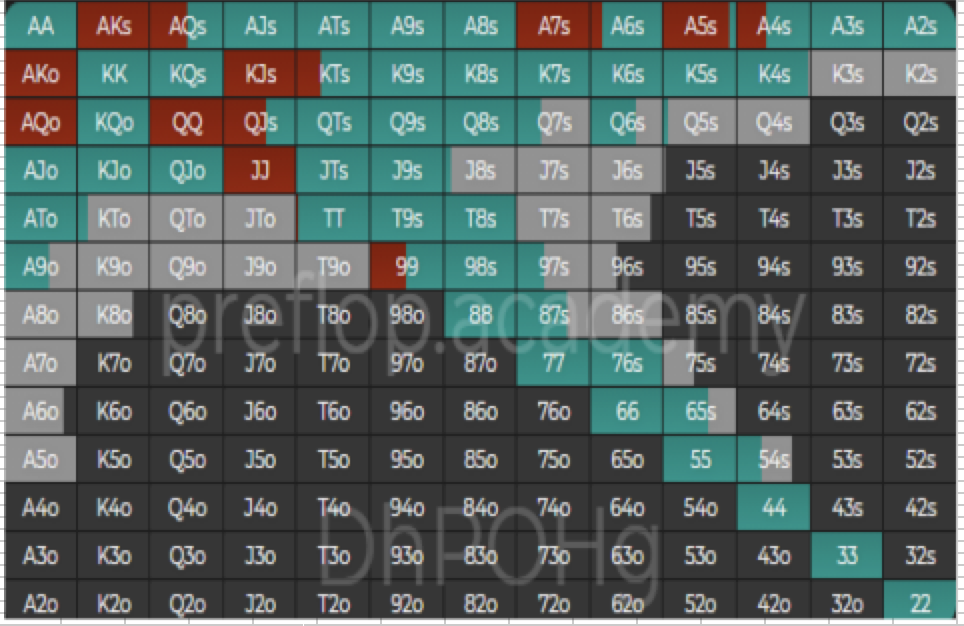 AA AKs AQs AJs ATs A9s A8s A7s A6s A5s A4s A3s A2s
AKo KK KQs KJs KTs K9s K8s K7s K6s K5s K4s K3s K2s
AQo KQo QQ QJs QTs Q9s Q8s Q7s Q6s Q5s Q4s Q3s Q2s
AJo KJo QJo JJ JTs J9s J8s J7s J6s J5s J4s J3s J2s
ATo KTo QTo JTo TT T9s T8s T7s T6s T5s T4s T3s T2s
A9o K9o Q9o J9o T9o 99 98s 97s 96s 95s 94s 93s 92s
A8o K8o Q8o J8o T8o 98o 88 87s 86s 85s 84s 83s 82s
preflop.academy
A7o K7o Q7o J7o T7o 97o 87o 77 76s 75s 74s 73s 72s
A6o K6o Q6o J6o T6o 96o 86o 76o 66 65s 64s 63s 62s
A5o K5o Q5o J5o T5o 95o 85o 75o 65o 55 54s 53s 52s
A4o K4o Q4o J4o T4o 94o 84o 74o 64o 54o 44 43s 42s
A3o K3o Q3o J3o T3o 93o 83o 73o 63o 53o 43o 33 32s
DhPOHg
A2o K2o Q2o J2o T2o 92o 82o 72o 62o 52o 42o 32o 22